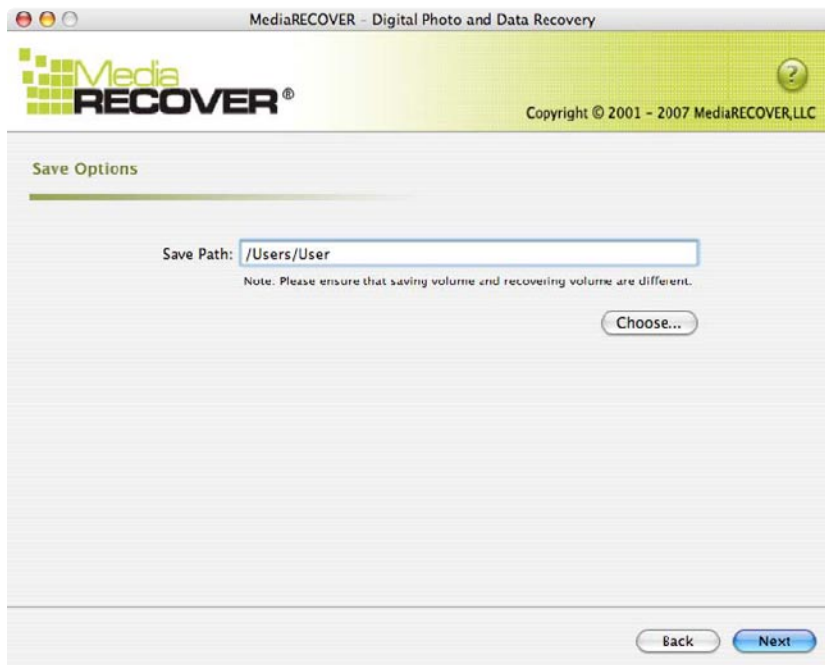 MediaRECOVER - Digital Photo and Data Recovery
Media
RECOVER®
?
Copyright © 2001 - 2007 MediaRECOVER,LLC
Save Options
Save Path: /Users/User
Note: Please ensure that saving volume and recovering volume are different.
Choose...
Back Next